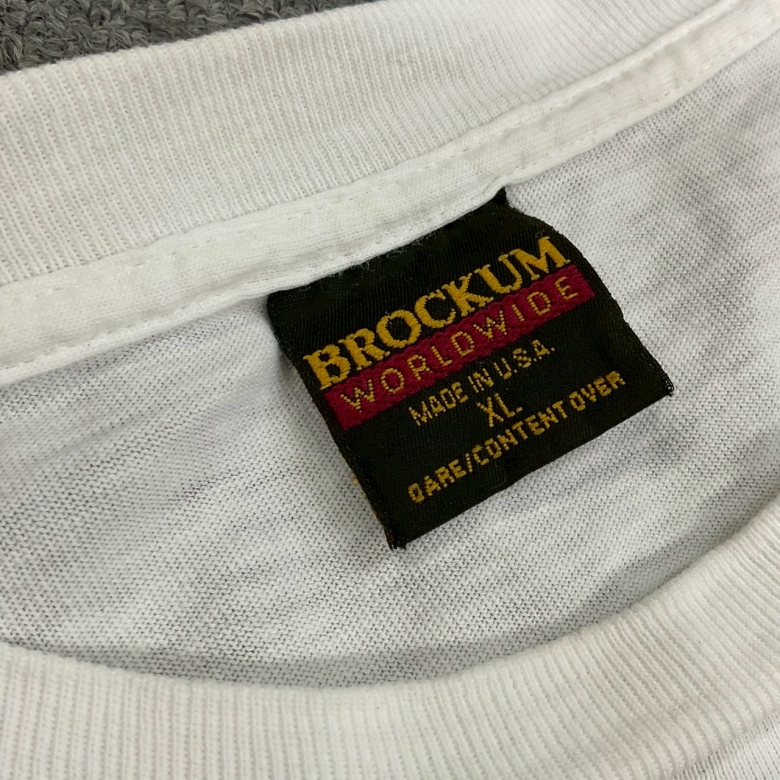 BROCKUM
WORLDWIDE
MADE IN U.S.A.
XL
CARE/CONTENT OVER